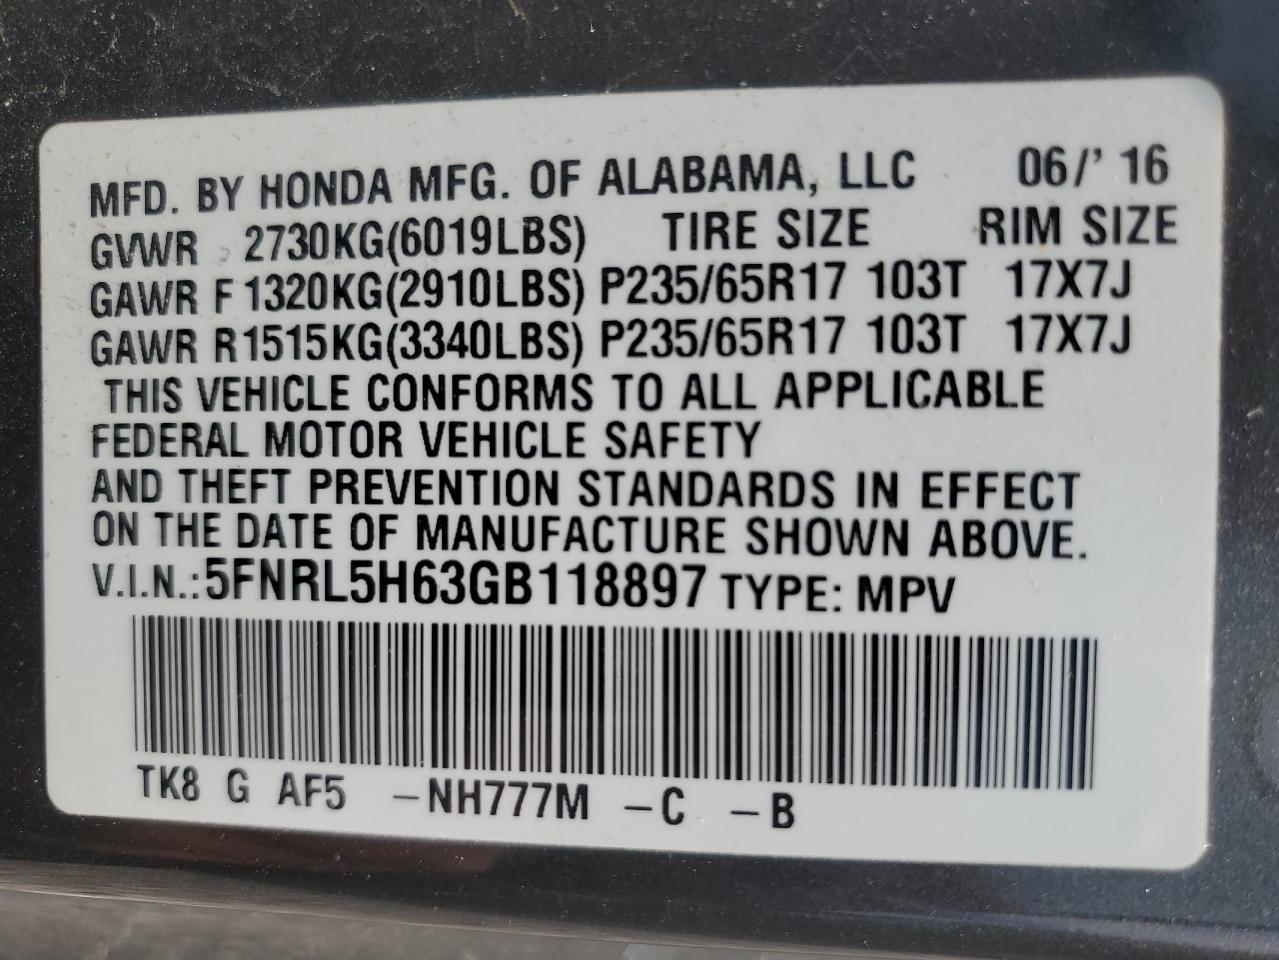 MFD. BY HONDA MFG. OF ALABAMA, LLC 06/' 16
GVWR 2730KG(6019LBS) TIRE SIZE RIM SIZE
GAWR F 1320KG(2910LBS) P235/65R17 103T 17X7J
GAWR R1515KG(3340LBS) P235/65R17 103T 17X7J
THIS VEHICLE CONFORMS TO ALL APPLICABLE
FEDERAL MOTOR VEHICLE SAFETY
AND THEFT PREVENTION STANDARDS IN EFFECT
ON THE DATE OF MANUFACTURE SHOWN ABOVE.
V.I.N.:5FNRL5H63GB118897 TYPE: MPV
TK8 G AF5 –NH777M –C –B